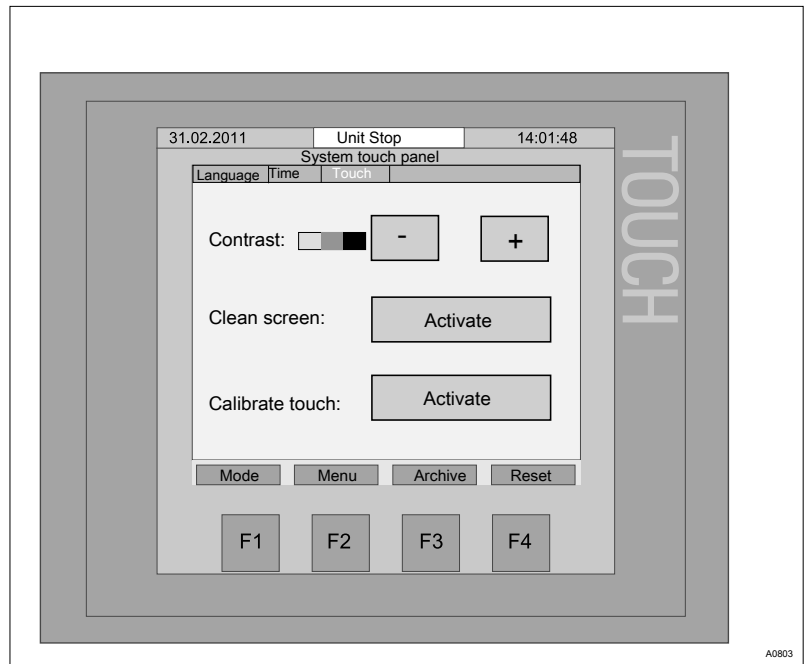 31.02.2011 Unit Stop 14:01:48
System touch panel
Language Time Touch
Contrast: - +
Clean screen: Activate
Calibrate touch: Activate
Mode Menu Archive Reset
F1 F2 F3 F4
TOUCH
A0803